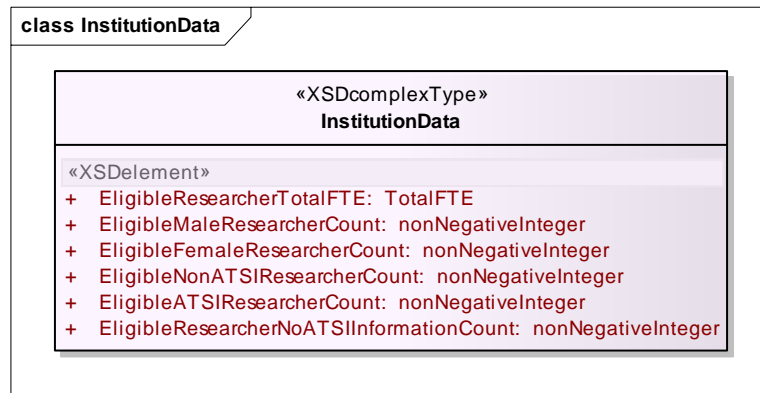 class InstitutionData
«XSDcomplexType»
InstitutionData
«XSDelement»
+ EligibleResearcherTotalFTE: TotalFTE
+ EligibleMaleResearcherCount: nonNegativeInteger
+ EligibleFemaleResearcherCount: nonNegativeInteger
+ EligibleNonATSIResearcherCount: nonNegativeInteger
+ EligibleATSIResearcherCount: nonNegativeInteger
+ EligibleResearcherNoATSIInformationCount: nonNegativeInteger